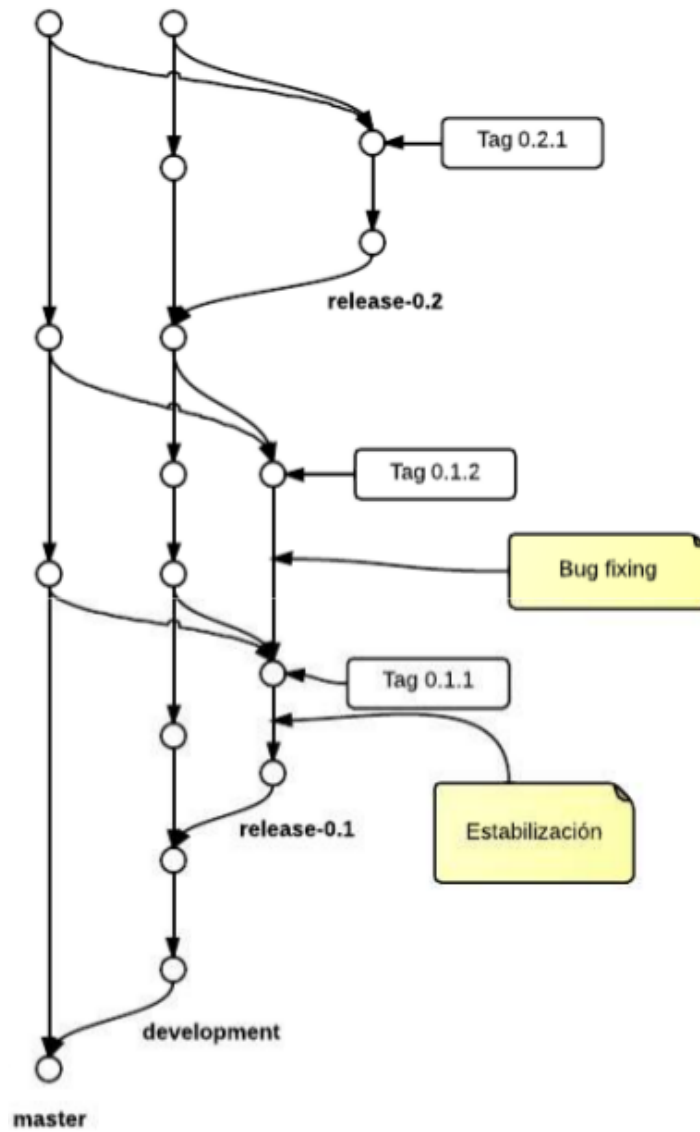 Tag 0.2.1
release-0.2
Tag 0.1.2
Bug fixing
Tag 0.1.1
release-0.1
Estabilización
development
master